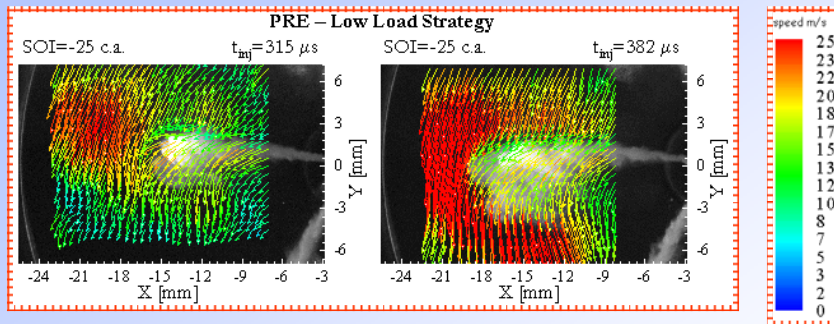 PRE – Low Load Strategy
SOI=-25 c.a.
tinj=315 μs
SOI=-25 c.a.
tinj=382 μs
6
3
0
-3
-6
Y [mm]
-24 -21 -18 -15 -12 -9 -6 -3
X [mm]
6
3
0
-3
-6
Y [mm]
-24 -21 -18 -15 -12 -9 -6 -3
X [mm]
speed m/s
25
23
22
20
18
17
15
13
12
10
8
7
5
3
2
0